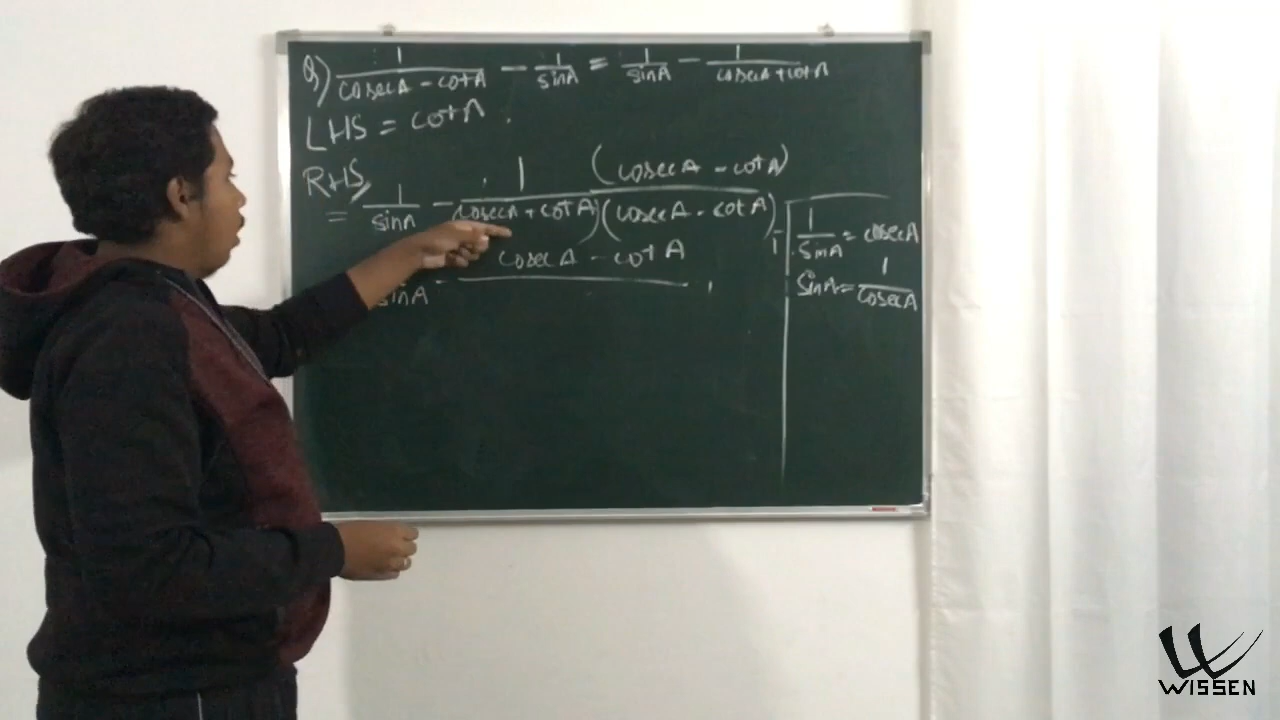 Q) 1/(cosecA - cotA) - 1/sinA = 1/sinA - 1/(cosecA + cotA)
LHS = cotA.
RHS
= 1/sinA - 1/(cosecA + cotA) (cosecA - cotA)/(cosecA - cotA)
sinA - cosecA - cotA
1/sinA = cosecA
sinA = 1/cosecA
WISSEN